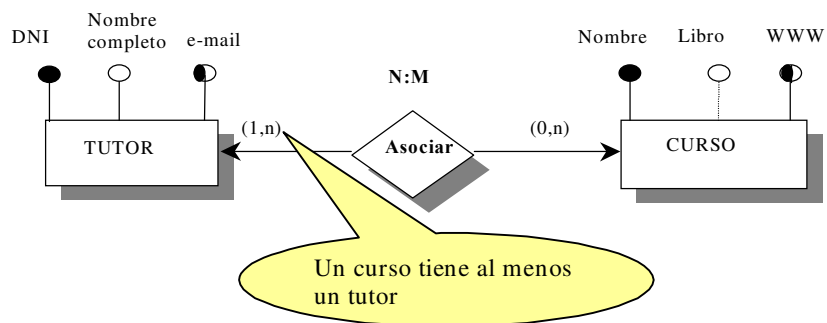 DNI
Nombre
completo
e-mail
N:M
Nombre
Libro
WWW
TUTOR
(1,n)
Asociar
(0,n)
CURSO
Un curso tiene al menos
un tutor